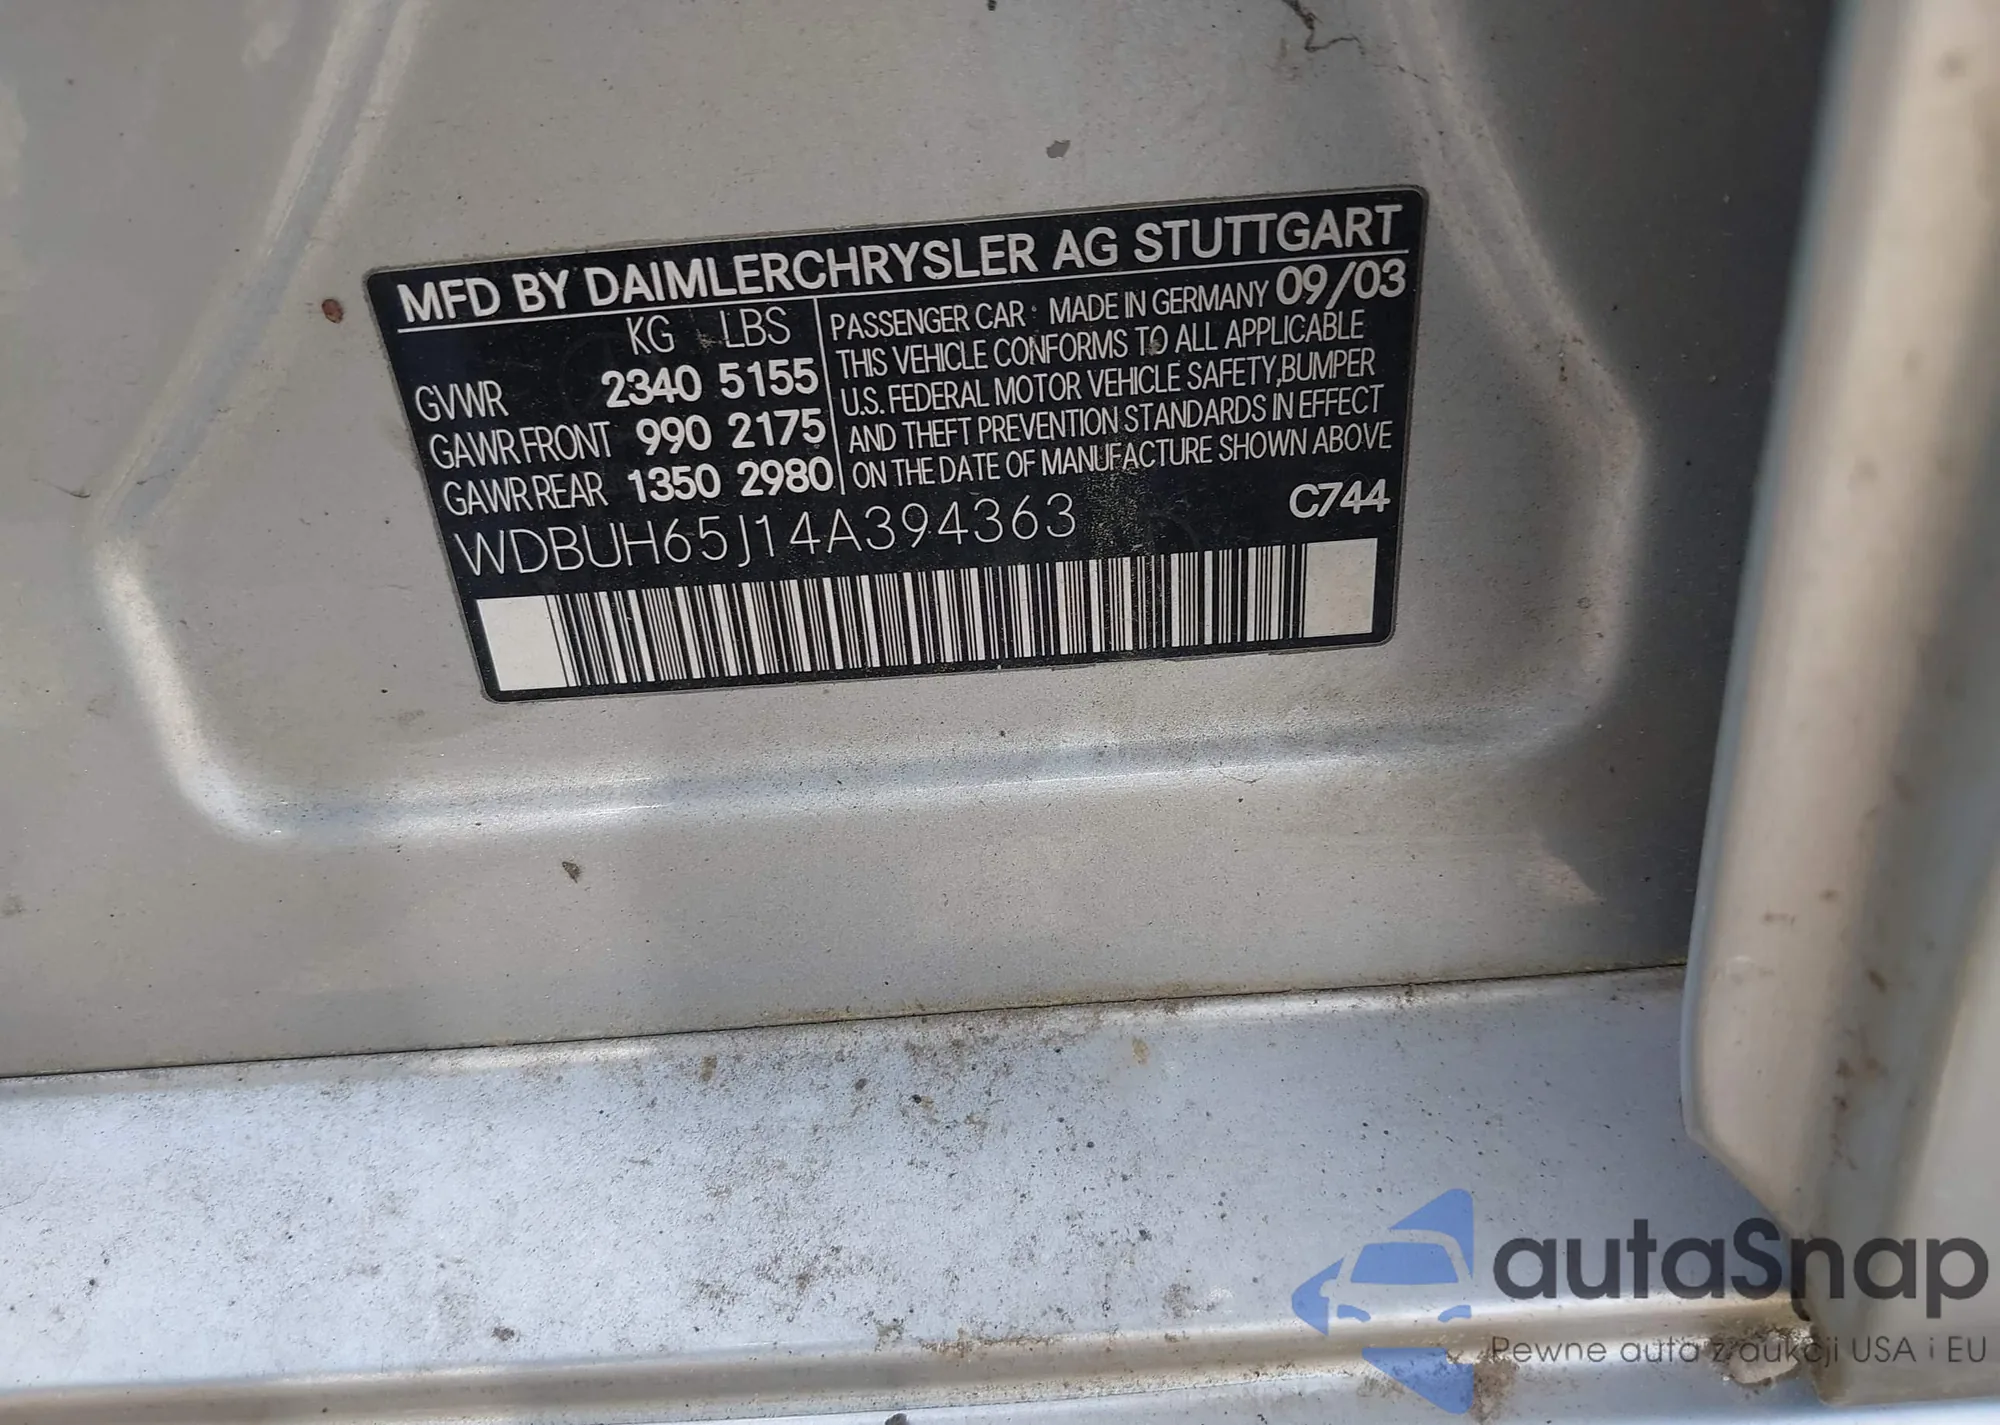 MFD BY DAIMLERCHRYSLER AG STUTTGART
KG LBS
GVWR 2340 5155
GAWR FRONT 990 2175
GAWR REAR 1350 2980
PASSENGER CAR · MADE IN GERMANY 09/03
THIS VEHICLE CONFORMS TO ALL APPLICABLE
U.S. FEDERAL MOTOR VEHICLE SAFETY,BUMPER
AND THEFT PREVENTION STANDARDS IN EFFECT
ON THE DATE OF MANUFACTURE SHOWN ABOVE
WDBUH65J14A394363
C744
autaSnap
Pewne auta z aukcji USA i EU